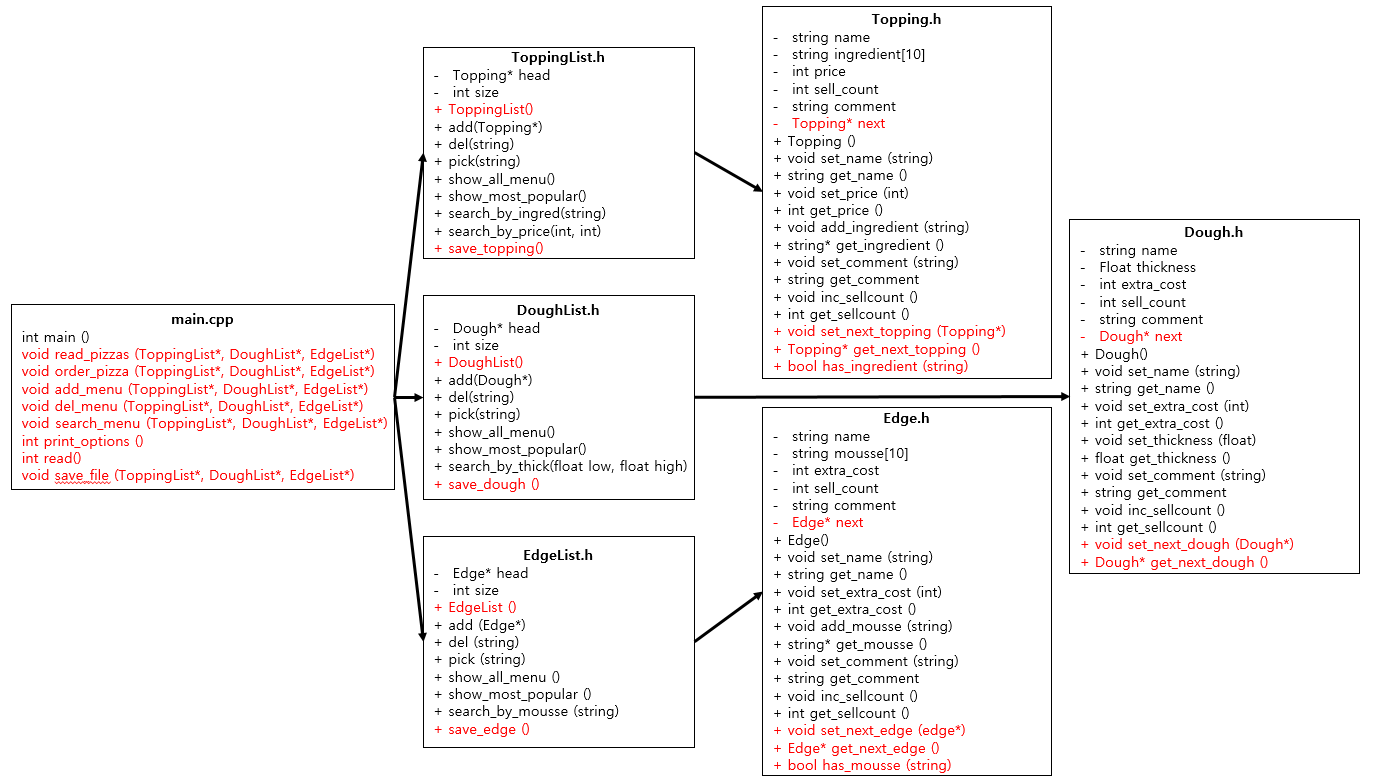 main.cpp
int main ()
void read_pizzas (ToppingList*, DoughList*, EdgeList*)
void order_pizza (ToppingList*, DoughList*, EdgeList*)
void add_menu (ToppingList*, DoughList*, EdgeList*)
void del_menu (ToppingList*, DoughList*, EdgeList*)
void search_menu (ToppingList*, DoughList*, EdgeList*)
int print_options ()
int read()
void save_file (ToppingList*, DoughList*, EdgeList*)
ToppingList.h
- Topping* head
- int size
+ ToppingList()
+ add(Topping*)
+ del(string)
+ pick(string)
+ show_all_menu()
+ show_most_popular()
+ search_by_ingred(string)
+ search_by_price(int, int)
+ save_topping()
DoughList.h
- Dough* head
- int size
+ DoughList()
+ add(Dough*)
+ del(string)
+ pick(string)
+ show_all_menu()
+ show_most_popular()
+ search_by_thick(float low, float high)
+ save_dough ()
EdgeList.h
- Edge* head
- int size
+ EdgeList ()
+ add (Edge*)
+ del (string)
+ pick (string)
+ show_all_menu ()
+ show_most_popular ()
+ search_by_mousse (string)
+ save_edge ()
Topping.h
- string name
- string ingredient[10]
- int price
- int sell_count
- string comment
- Topping* next
+ Topping ()
+ void set_name (string)
+ string get_name ()
+ void set_price (int)
+ int get_price ()
+ void add_ingredient (string)
+ string* get_ingredient ()
+ void set_comment (string)
+ string get_comment
+ void inc_sellcount ()
+ int get_sellcount ()
+ void set_next_topping (Topping*)
+ Topping* get_next_topping ()
+ bool has_ingredient (string)
Edge.h
- string name
- string mousse[10]
- int extra_cost
- int sell_count
- string comment
- Edge* next
+ Edge()
+ void set_name (string)
+ string get_name ()
+ void set_extra_cost (int)
+ int get_extra_cost ()
+ void add_mousse (string)
+ string* get_mousse ()
+ void set_comment (string)
+ string get_comment
+ void inc_sellcount ()
+ int get_sellcount ()
+ void set_next_edge (edge*)
+ Edge* get_next_edge ()
+ bool has_mousse (string)
Dough.h
- string name
- Float thickness
- int extra_cost
- int sell_count
- string comment
- Dough* next
+ Dough()
+ void set_name (string)
+ string get_name ()
+ void set_extra_cost (int)
+ int get_extra_cost ()
+ void set_thickness (float)
+ float get_thickness ()
+ void set_comment (string)
+ string get_comment
+ void inc_sellcount ()
+ int get_sellcount ()
+ void set_next_dough (Dough*)
+ Dough* get_next_dough ()